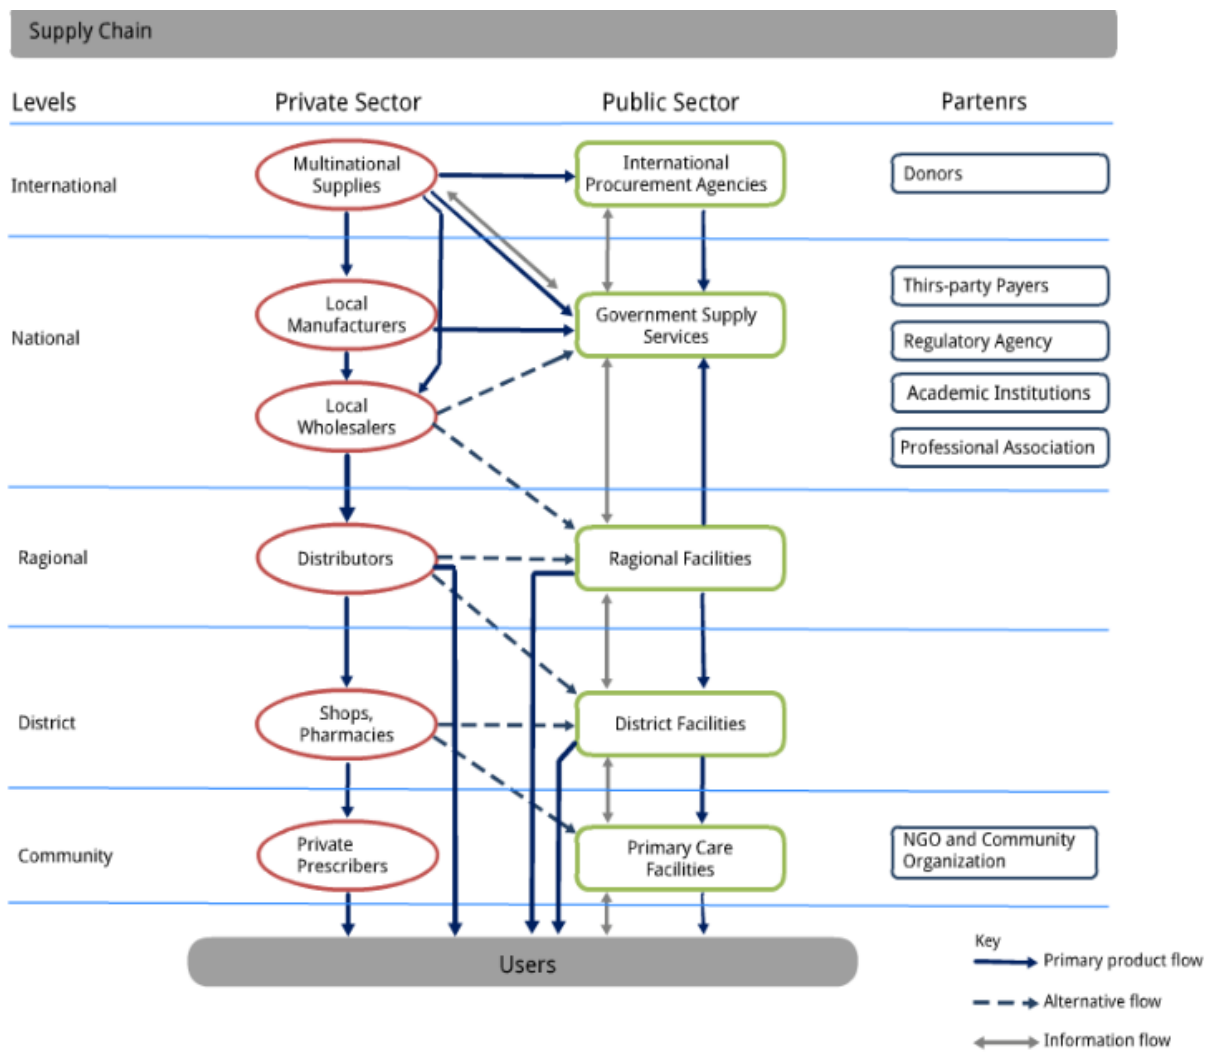 Supply Chain
Levels
Private Sector
Public Sector
Partenrs
International
Multinational
Supplies
International
Procurement Agencies
Donors
National
Local
Manufacturers
Government Supply
Services
Thirs-party Payers
Regulatory Agency
Local
Wholesalers
Academic Institutions
Professional Association
Ragional
Distributors
Ragional Facilities
District
Shops,
Pharmacies
District Facilities
Community
Private
Prescribers
Primary Care
Facilities
NGO and Community
Organization
Users
Key
Primary product flow
Alternative flow
Information flow